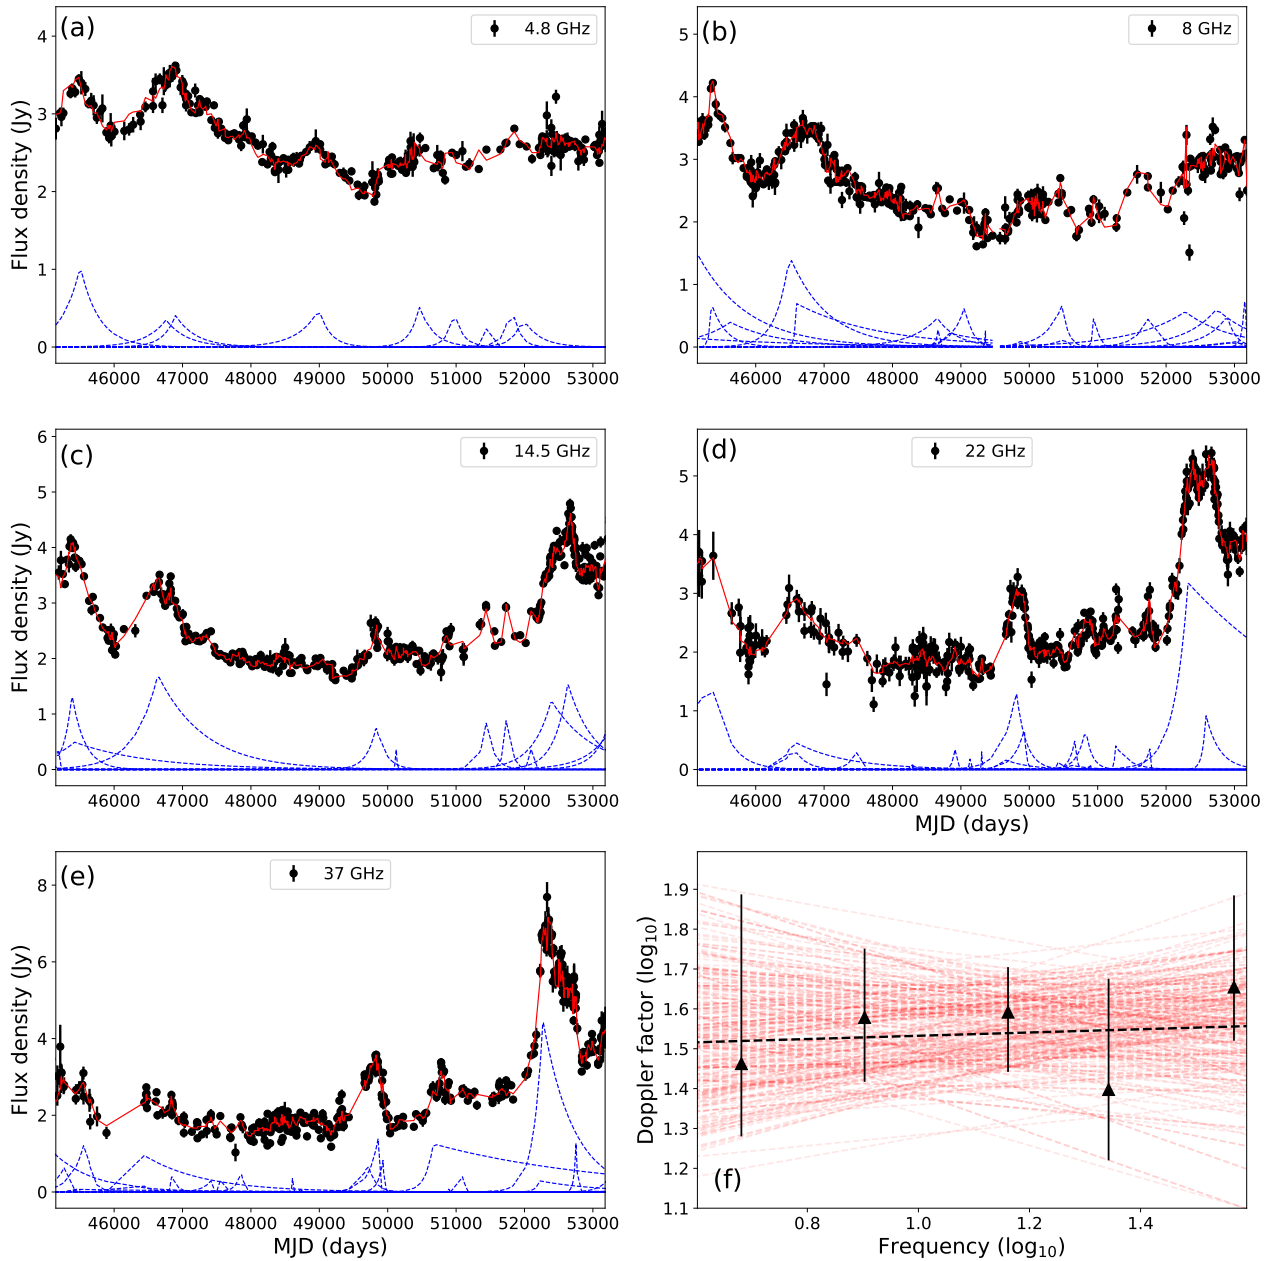 (a)
4.8 GHz
Flux density (Jy)
4
3
2
1
0
46000 47000 48000 49000 50000 51000 52000 53000
(b)
8 GHz
5
4
3
2
1
0
46000 47000 48000 49000 50000 51000 52000 53000
(c)
14.5 GHz
Flux density (Jy)
6
5
4
3
2
1
0
46000 47000 48000 49000 50000 51000 52000 53000
(d)
22 GHz
5
4
3
2
1
0
46000 47000 48000 49000 50000 51000 52000 53000
MJD (days)
(e)
37 GHz
Flux density (Jy)
8
6
4
2
0
46000 47000 48000 49000 50000 51000 52000 53000
MJD (days)
Doppler factor (log₁₀)
1.9
1.8
1.7
1.6
1.5
1.4
1.3
1.2
1.1
(f)
0.8 1.0 1.2 1.4
Frequency (log₁₀)